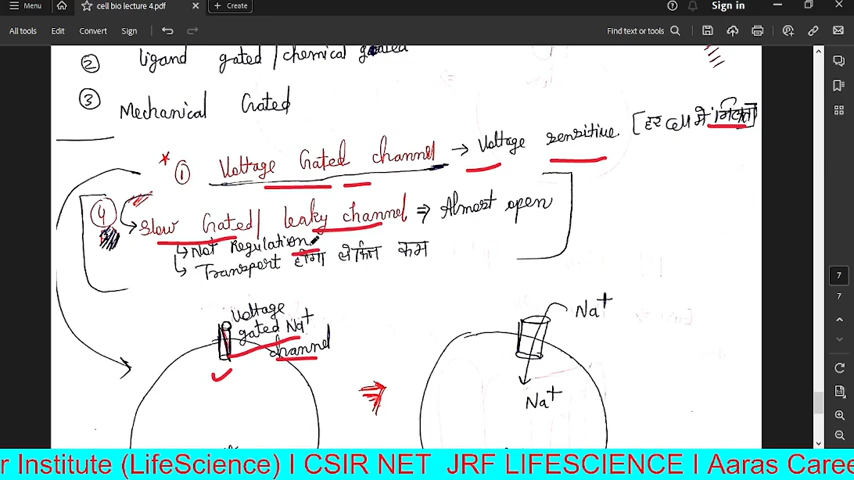 Menu
cell bio lecture 4.pdf
Create
Sign in
All tools Edit Convert Sign
Find text or tools
② ligand gated / chemical gated
③ Mechanical Gated
* ① Voltage Gated channel → Voltage sensitive [हर cell में
④ → Slow Gated / leaky channel ⇒ Almost open
↳ Not Regulation
↳ Transport होगा लेकिन कम
Voltage
gated Na+
channel
Na+
Na+
7
7
r Institute (LifeScience) I CSIR NET JRF LIFESCIENCE I Aaras Caree